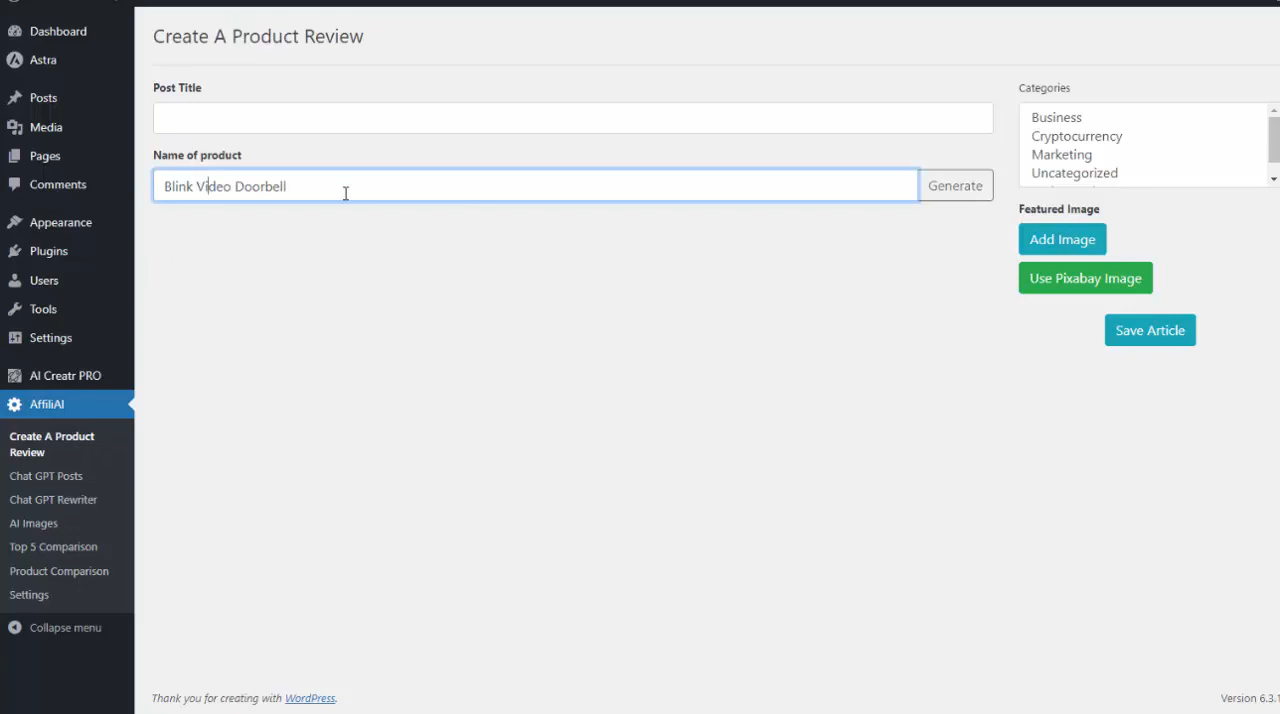 Dashboard
Astra
Posts
Media
Pages
Comments
Appearance
Plugins
Users
Tools
Settings
AI Creatr PRO
AffiliAI
Create A Product
Review
Chat GPT Posts
Chat GPT Rewriter
AI Images
Top 5 Comparison
Product Comparison
Settings
Collapse menu
Create A Product Review
Post Title
Name of product
Blink Video Doorbell
Generate
Categories
Business
Cryptocurrency
Marketing
Uncategorized
Featured Image
Add Image
Use Pixabay Image
Save Article
Thank you for creating with WordPress.
Version 6.3.1